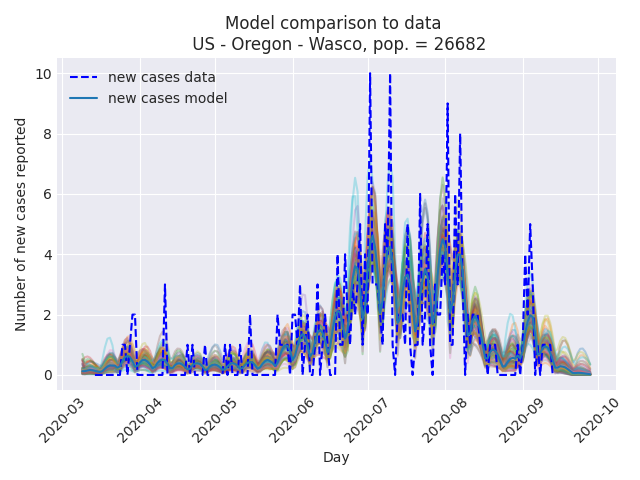 Model comparison to data
US - Oregon - Wasco, pop. = 26682
new cases data
new cases model
Number of new cases reported
10
8
6
4
2
0
2020-03
2020-04
2020-05
2020-06
2020-07
2020-08
2020-09
2020-10
Day